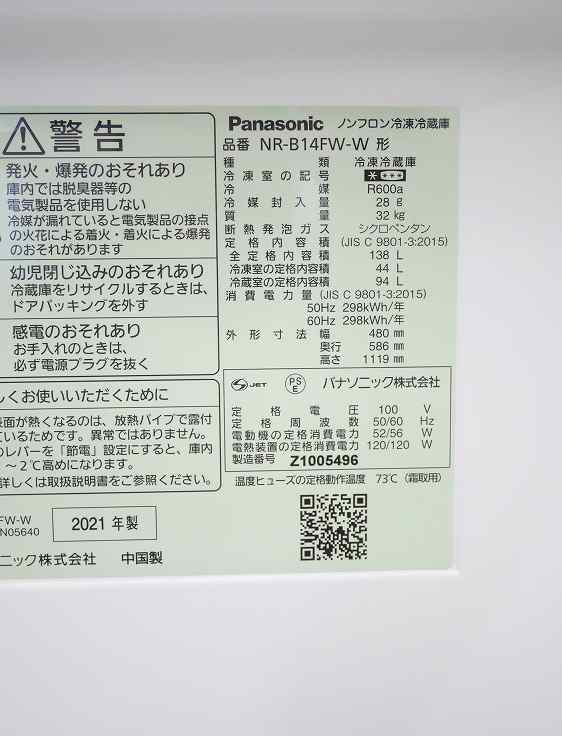 警告
発火・爆発のおそれあり
庫内では脱臭器等の
電気製品を使用しない
冷媒が漏れていると電気製品の接点
の火花による着火・着火による爆発
のおそれがあります
幼児閉じ込みのおそれあり
冷蔵庫をリサイクルするときは、
ドアパッキングを外す
感電のおそれあり
お手入れのときは、
必ず電源プラグを抜く
しくお使いいただくために
表面が熱くなるのは、放熱パイプで露付
ているためです。異常ではありません。
のレバーを「節電」設定にすると、庫内
～2℃高めになります。
詳しくは取扱説明書をご参照ください。
FW-W
N05640
2021 年製
ニック株式会社 中国製
Panasonic ノンフロン冷凍冷蔵庫
品番 NR-B14FW-W 形
種類 冷凍冷蔵庫
冷凍室の記号
冷媒 R600a
冷媒封入量 28 g
質量 32 kg
断熱発泡ガス シクロペンタン
定格内容積 (JIS C 9801-3:2015)
全定格内容積 138 L
冷凍室の定格内容積 44 L
冷蔵室の定格内容積 94 L
消費電力量 (JIS C 9801-3:2015)
50Hz 298kWh/年
60Hz 298kWh/年
外形寸法 幅 480 mm
奥行 586 mm
高さ 1119 mm
S JET PS E パナソニック株式会社
定格電圧 100 V
定格周波数 50/60 Hz
電動機の定格消費電力 52/56 W
電熱装置の定格消費電力 120/120 W
製造番号 Z1005496
温度ヒューズの定格動作温度 73℃ (霜取用)